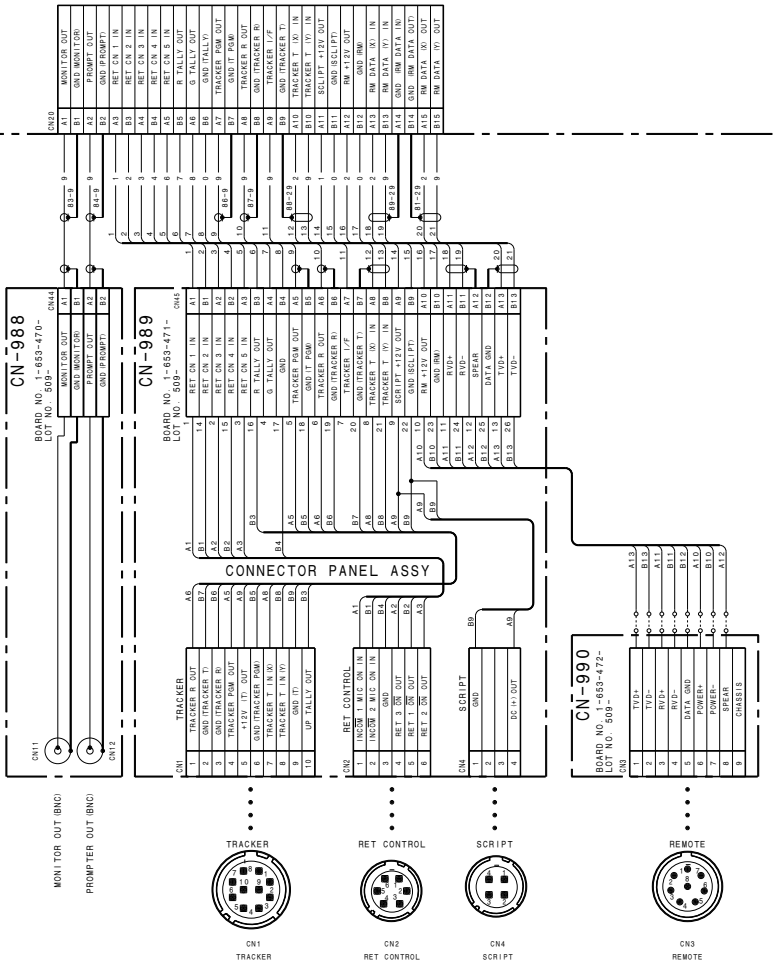 CN20
A1 MONITOR OUT
B1 GND (MONITOR)
A2 PROMPT OUT
B2 GND (PROMPT)
A3 RET CN 1 IN
B3 RET CN 2 IN
A4 RET CN 3 IN
B4 RET CN 4 IN
A5 RET CN 5 IN
B5 R TALLY OUT
A6 G TALLY OUT
B6 GND (TALLY)
A7 TRACKER PGM OUT
B7 GND (T PGM)
A8 TRACKER R OUT
B8 GND (TRACKER R)
A9 TRACKER I/F
B9 GND (TRACKER T)
A10 TRACKER T (X) IN
B10 TRACKER T (Y) IN
A11 SCLIPT +12V OUT
B11 GND (SCLIPT)
A12 RM +12V OUT
B12 GND (RM)
A13 RM DATA (X) IN
B13 RM DATA (Y) IN
A14 GND (RM DATA IN)
B14 GND (RM DATA OUT)
A15 RM DATA (X) OUT
B15 RM DATA (Y) OUT
83-9
84-9
86-9
87-9
88-29
89-29
81-29
CN-988
BOARD NO. 1-653-470-
LOT NO. 509-
CN44
A1 MONITOR OUT
B1 GND (MONITOR)
A2 PROMPT OUT
B2 GND (PROMPT)
CN11
CN12
MONITOR OUT (BNC)
PROMPTER OUT (BNC)
CN-989
BOARD NO. 1-653-471-
LOT NO. 509-
CN45
A1 RET CN 1 IN
B1 RET CN 2 IN
A2 RET CN 3 IN
B2 RET CN 4 IN
A3 RET CN 5 IN
B3 R TALLY OUT
A4 G TALLY OUT
B4 GND
A5 TRACKER PGM OUT
B5 GND (T PGM)
A6 TRACKER R OUT
B6 GND (TRACKER R)
A7 TRACKER I/F
B7 GND (TRACKER T)
A8 TRACKER T (X) IN
B8 TRACKER T (Y) IN
A9 SCRIPT +12V OUT
B9 GND (SCLIPT)
A10 RM +12V OUT
B10 GND (RM)
A11 RVD+
B11 RVD-
A12 SPEAR
B12 DATA GND
A13 TVD+
B13 TVD-
CONNECTOR PANEL ASSY
TRACKER
CN1
1 TRACKER R OUT
2 GND (TRACKER T)
3 GND (TRACKER R)
4 TRACKER PGM OUT
5 +12V (T) OUT
6 GND (TRACKER PGM)
7 TRACKER T IN (X)
8 TRACKER T IN (Y)
9 GND (T)
10 UP TALLY OUT
RET CONTROL
CN2
1 INCOM 1 MIC ON IN
2 INCOM 2 MIC ON IN
3 GND
4 RET 3 ON OUT
5 RET 1 ON OUT
6 RET 2 ON OUT
SCRIPT
CN4
1 GND
2
3
4 DC (+) OUT
CN-990
BOARD NO. 1-653-472-
LOT NO. 509-
CN3
1 TVD+
2 TVD-
3 RVD+
4 RVD-
5 DATA GND
6 POWER+
7 POWER-
8 SPEAR
9 CHASSIS
TRACKER
CN1
TRACKER
RET CONTROL
CN2
RET CONTROL
SCRIPT
CN4
SCRIPT
REMOTE
CN3
REMOTE